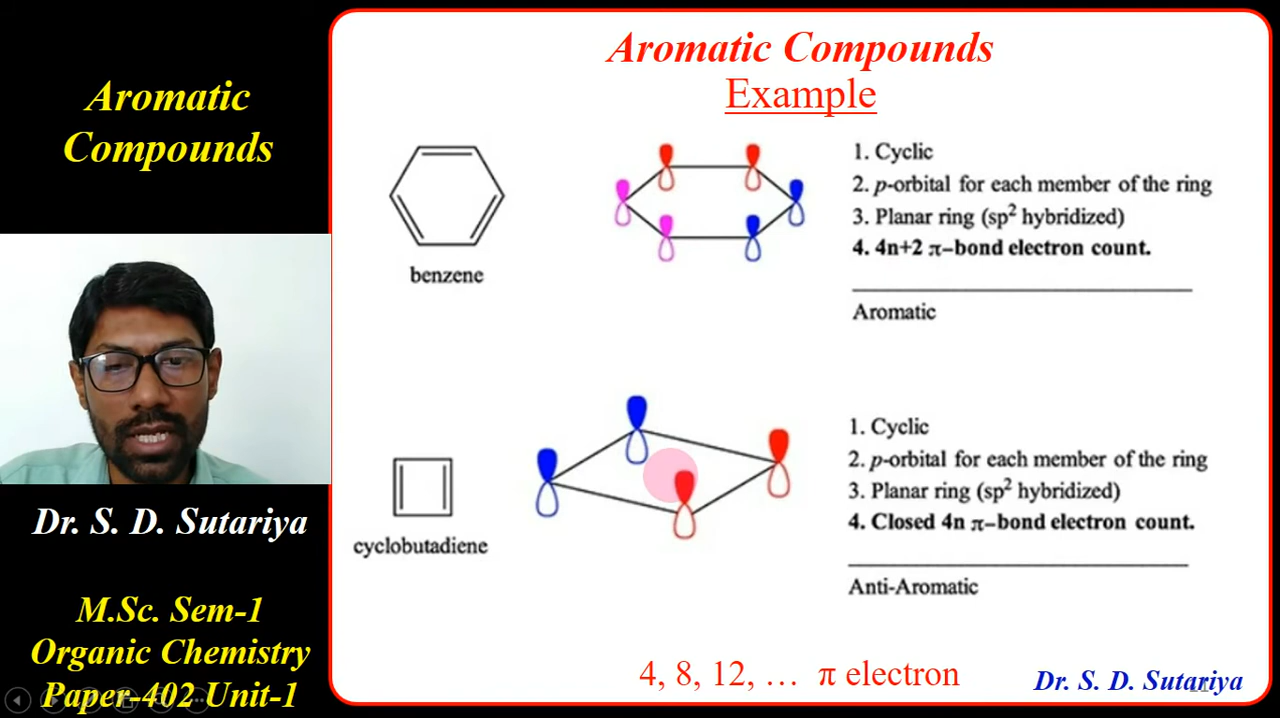 Aromatic
Compounds
Dr. S. D. Sutariya
M.Sc. Sem-1
Organic Chemistry
Paper-402 Unit-1
Aromatic Compounds
Example
benzene
1. Cyclic
2. p-orbital for each member of the ring
3. Planar ring (sp² hybridized)
4. 4n+2 π-bond electron count.
Aromatic
cyclobutadiene
1. Cyclic
2. p-orbital for each member of the ring
3. Planar ring (sp² hybridized)
4. Closed 4n π-bond electron count.
Anti-Aromatic
4, 8, 12, … π electron
Dr. S. D. Sutariya